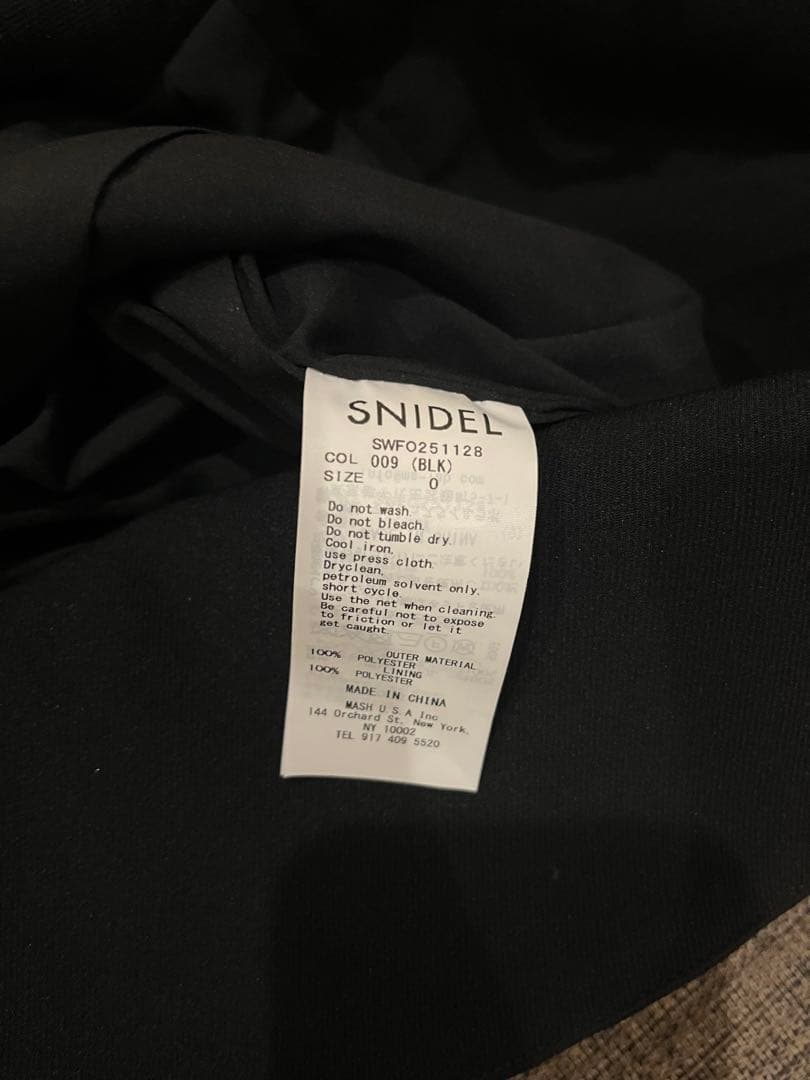 SNIDEL
SWFO251128
COL 009 (BLK)
SIZE 0
Do not wash.
Do not bleach.
Do not tumble dry.
Cool iron,
use press cloth.
Dryclean,
petroleum solvent only.
short cycle.
Use the net when cleaning.
Be careful not to expose
to friction or let it
get caught.
100% OUTER MATERIAL
POLYESTER
100% LINING
POLYESTER
MADE IN CHINA
MASH U.S.A Inc
144 Orchard St. New York,
NY 10002
TEL 917 409 5520